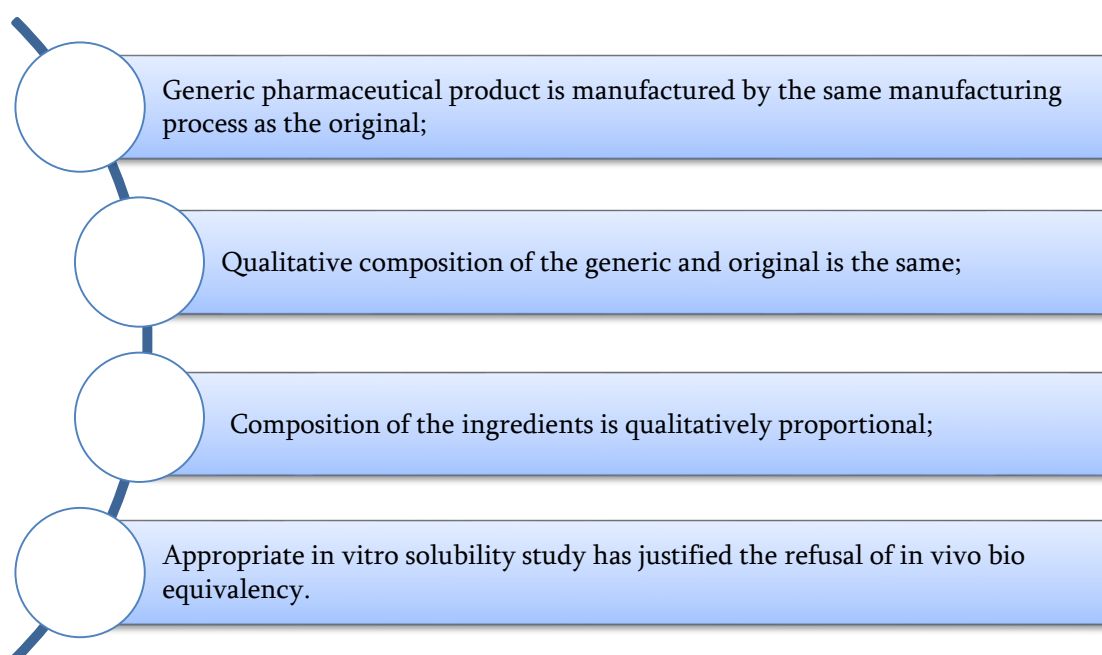 Generic pharmaceutical product is manufactured by the same manufacturing
process as the original;
Qualitative composition of the generic and original is the same;
Composition of the ingredients is qualitatively proportional;
Appropriate in vitro solubility study has justified the refusal of in vivo bio
equivalency.